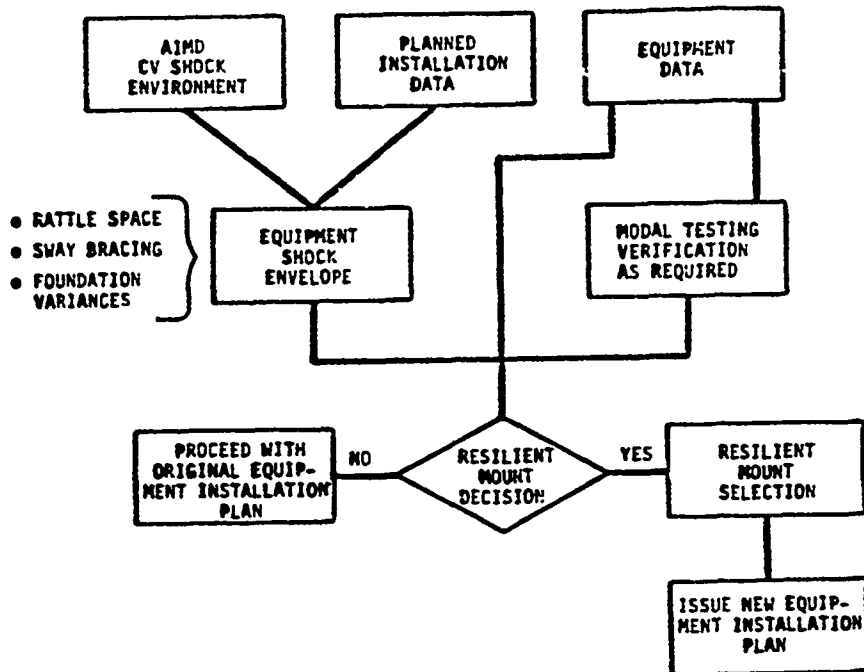 AIMD
CV SHOCK
ENVIRONMENT
PLANNED
INSTALLATION
DATA
EQUIPMENT
DATA
● RATTLE SPACE
● SWAY BRACING
● FOUNDATION
VARIANCES
EQUIPMENT
SHOCK
ENVELOPE
MODAL TESTING
VERIFICATION
AS REQUIRED
PROCEED WITH
ORIGINAL EQUIP-
MENT INSTALLATION
PLAN
NO
RESILIENT
MOUNT
DECISION
YES
RESILIENT
MOUNT
SELECTION
ISSUE NEW EQUIP-
MENT INSTALLATION
PLAN